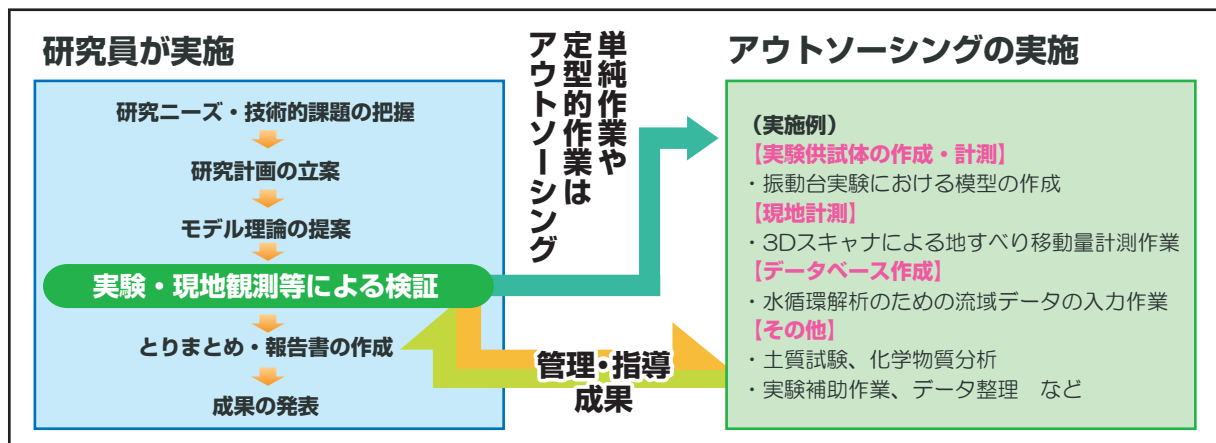 研究員が実施
研究ニーズ・技術的課題の把握
研究計画の立案
モデル理論の提案
実験・現地観測等による検証
とりまとめ・報告書の作成
成果の発表
単純作業や
定型的作業は
アウトソーシング
管理・指導
成果
アウトソーシングの実施
（実施例）
【実験供試体の作成・計測】
・振動台実験における模型の作成
【現地計測】
・3Dスキャナによる地すべり移動量計測作業
【データベース作成】
・水循環解析のための流域データの入力作業
【その他】
・土質試験、化学物質分析
・実験補助作業、データ整理　など